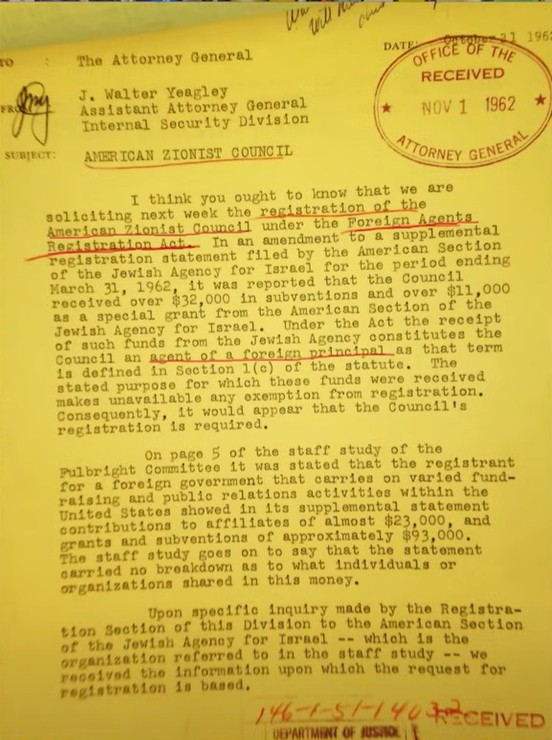 Will
DATE: October 31 1962
OFFICE OF THE
RECEIVED
NOV 1 1962
ATTORNEY GENERAL
TO : The Attorney General
FROM J. Walter Yeagley
Assistant Attorney General
Internal Security Division
SUBJECT: AMERICAN ZIONIST COUNCIL
I think you ought to know that we are
soliciting next week the registration of the
American Zionist Council under the Foreign Agents
Registration Act. In an amendment to a supplemental
registration statement filed by the American Section
of the Jewish Agency for Israel for the period ending
March 31, 1962, it was reported that the Council
received over $32,000 in subventions and over $11,000
as a special grant from the American Section of the
Jewish Agency for Israel. Under the Act the receipt
of such funds from the Jewish Agency constitutes the
Council an agent of a foreign principal as that term
is defined in Section 1(c) of the statute. The
stated purpose for which these funds were received
makes unavailable any exemption from registration.
Consequently, it would appear that the Council's
registration is required.
On page 5 of the staff study of the
Fulbright Committee it was stated that the registrant
for a foreign government that carries on varied fund-
raising and public relations activities within the
United States showed in its supplemental statement
contributions to affiliates of almost $23,000, and
grants and subventions of approximately $93,000.
The staff study goes on to say that the statement
carried no breakdown as to what individuals or
organizations shared in this money.
Upon specific inquiry made by the Registra-
tion Section of this Division to the American Section
of the Jewish Agency for Israel -- which is the
organization referred to in the staff study -- we
received the information upon which the request for
registration is based.
146-1-51-14032
RECEIVED
DEPARTMENT OF JUSTICE